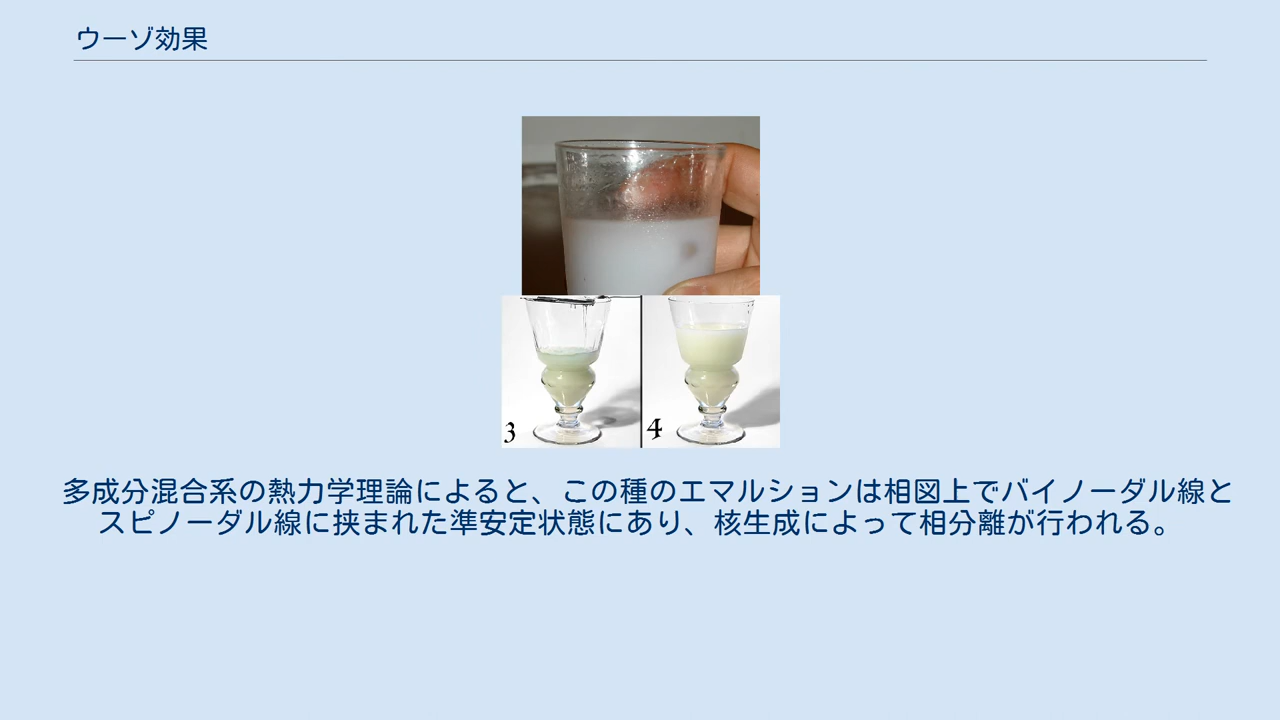 ウーゾ効果
3
4
多成分混合系の熱力学理論によると、この種のエマルションは相図上でバイノーダル線と
スピノーダル線に挟まれた準安定状態にあり、核生成によって相分離が行われる。